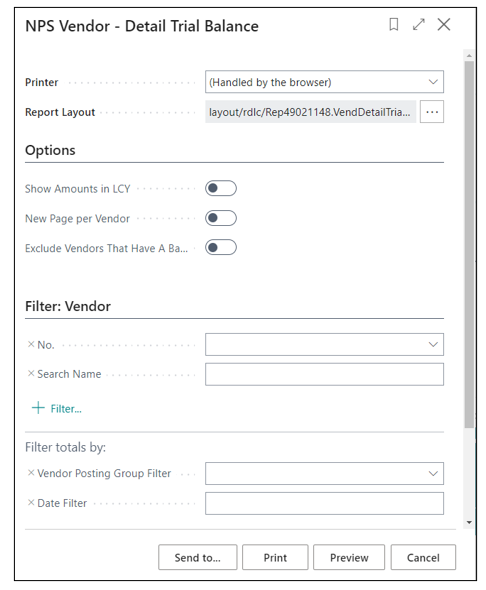 NPS Vendor - Detail Trial Balance
Printer
(Handled by the browser)
Report Layout
layout/rdlc/Rep49021148.VendDetailTria...
Options
Show Amounts in LCY
New Page per Vendor
Exclude Vendors That Have A Ba...
Filter: Vendor
No.
Search Name
Filter...
Filter totals by:
Vendor Posting Group Filter
Date Filter
Send to...
Print
Preview
Cancel